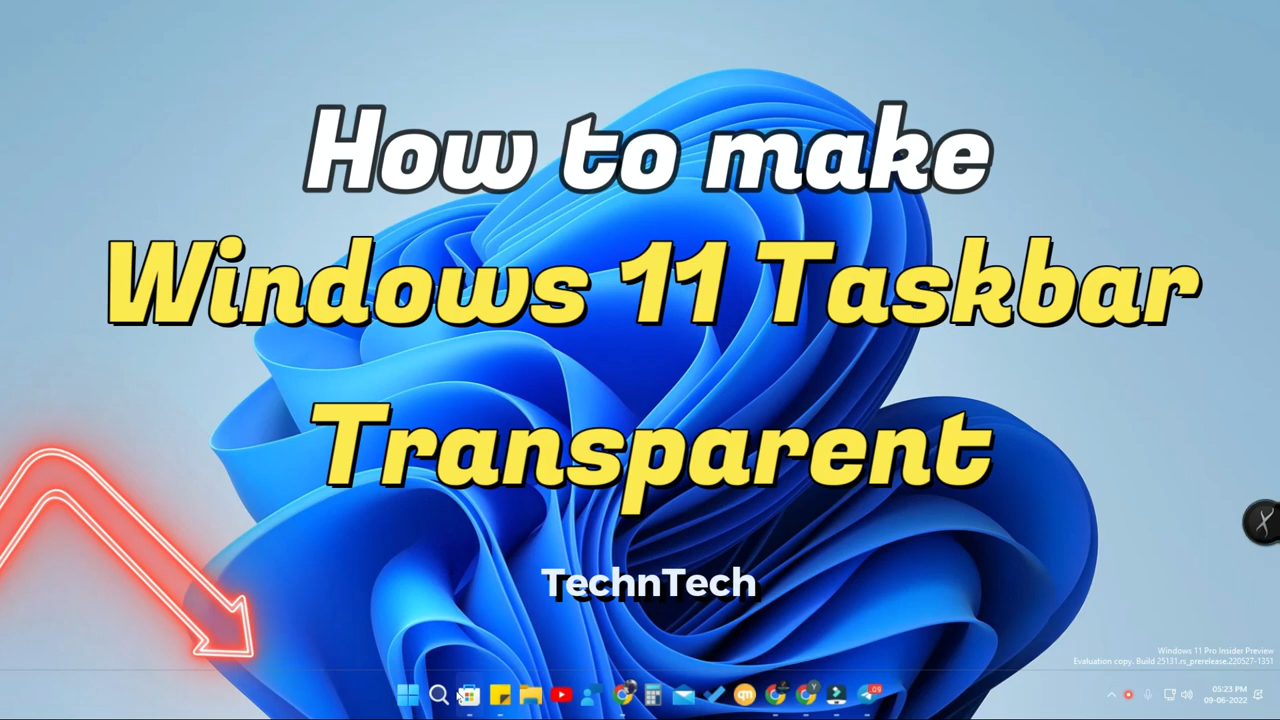 How to make
Windows 11 Taskbar
Transparent
TechnTech
Windows 11 Pro Insider Preview
Evaluation copy. Build 25131.rs_prerelease.220527-1351
05:23 PM
09-06-2022